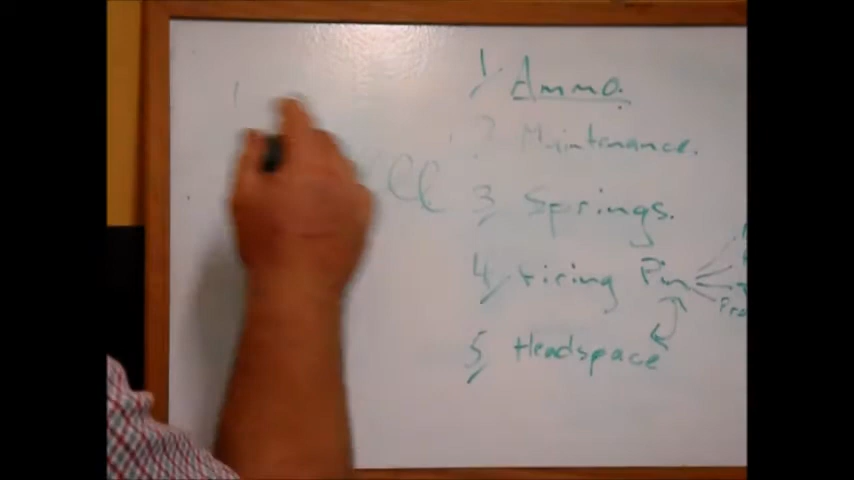 1/ Ammo.
2 Maintenance.
3/ Springs.
4/ Firing Pin
5/ Headspace